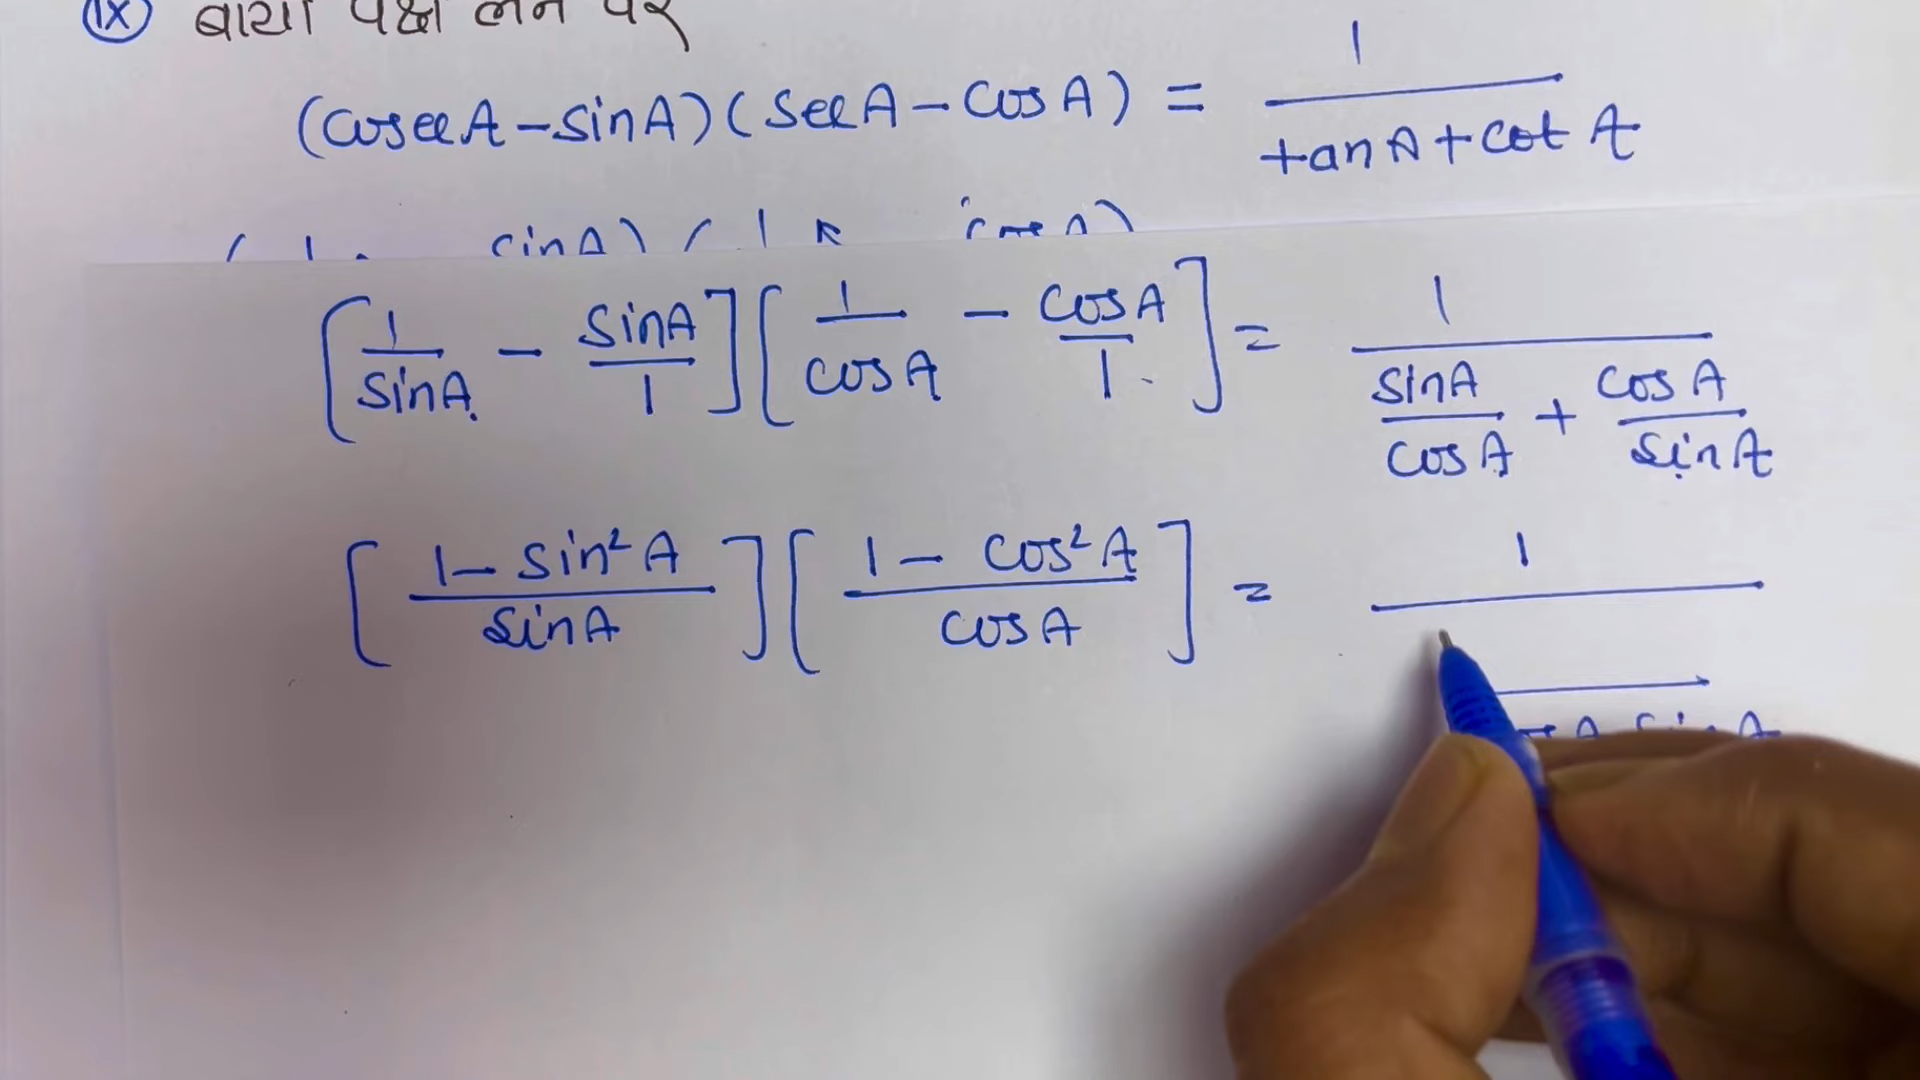 (ix) बायाँ पक्ष लेने पर
(cosecA - sinA)(secA - cosA) = 1/(tanA + cotA)
[1/sinA - sinA/1][1/cosA - cosA/1] = 1/(sinA/cosA + cosA/sinA)
[(1 - sin²A)/sinA][(1 - cos²A)/cosA] = 1/